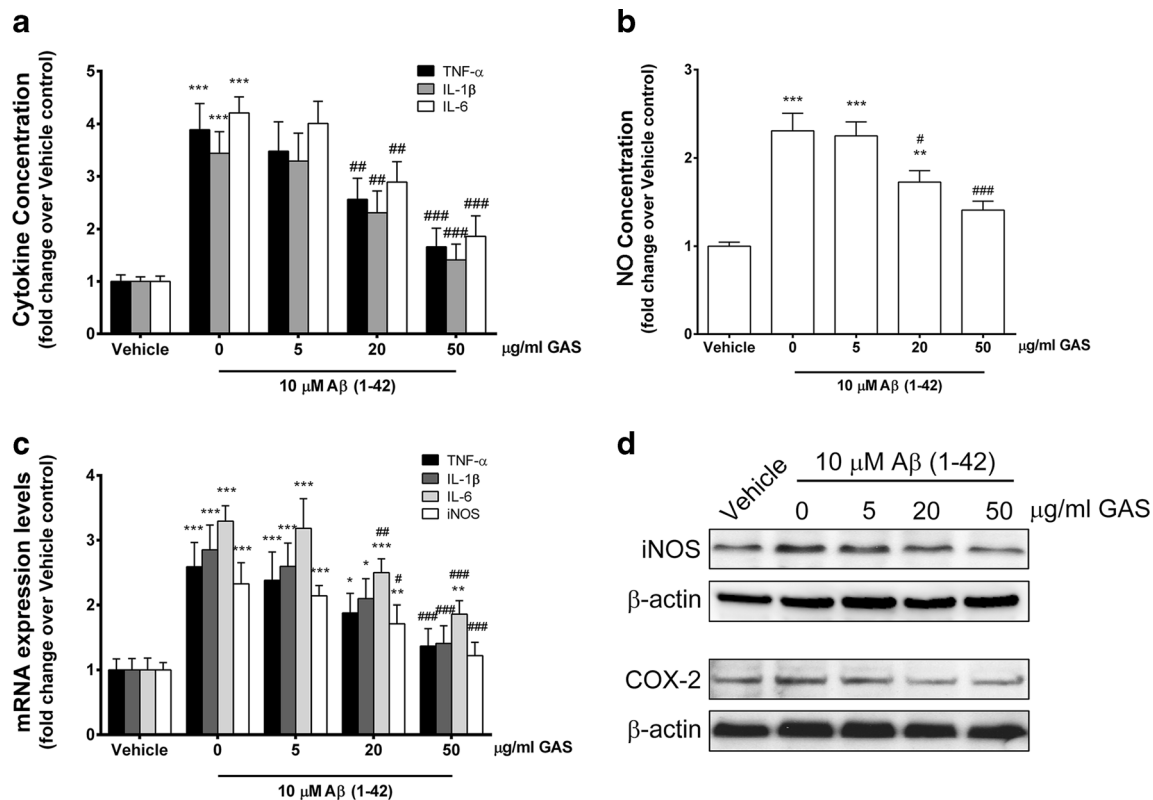 a
Cytokine Concentration
(fold change over Vehicle control)
5
4
3
2
1
0
TNF-α
IL-1β
IL-6
*** *** ***
## ## ##
### ### ###
Vehicle 0 5 20 50 μg/ml GAS
10 μM Aβ (1-42)
b
NO Concentration
(fold change over Vehicle control)
3
2
1
0
*** ***
#
**
###
Vehicle 0 5 20 50 μg/ml GAS
10 μM Aβ (1-42)
c
mRNA expression levels
(fold change over Vehicle control)
4
3
2
1
0
TNF-α
IL-1β
IL-6
iNOS
*** *** *** ***
*** *** *** ***
* * ## *** # **
### ### ### ** ###
Vehicle 0 5 20 50 μg/ml GAS
10 μM Aβ (1-42)
d
Vehicle
10 μM Aβ (1-42)
0 5 20 50 μg/ml GAS
iNOS
β-actin
COX-2
β-actin